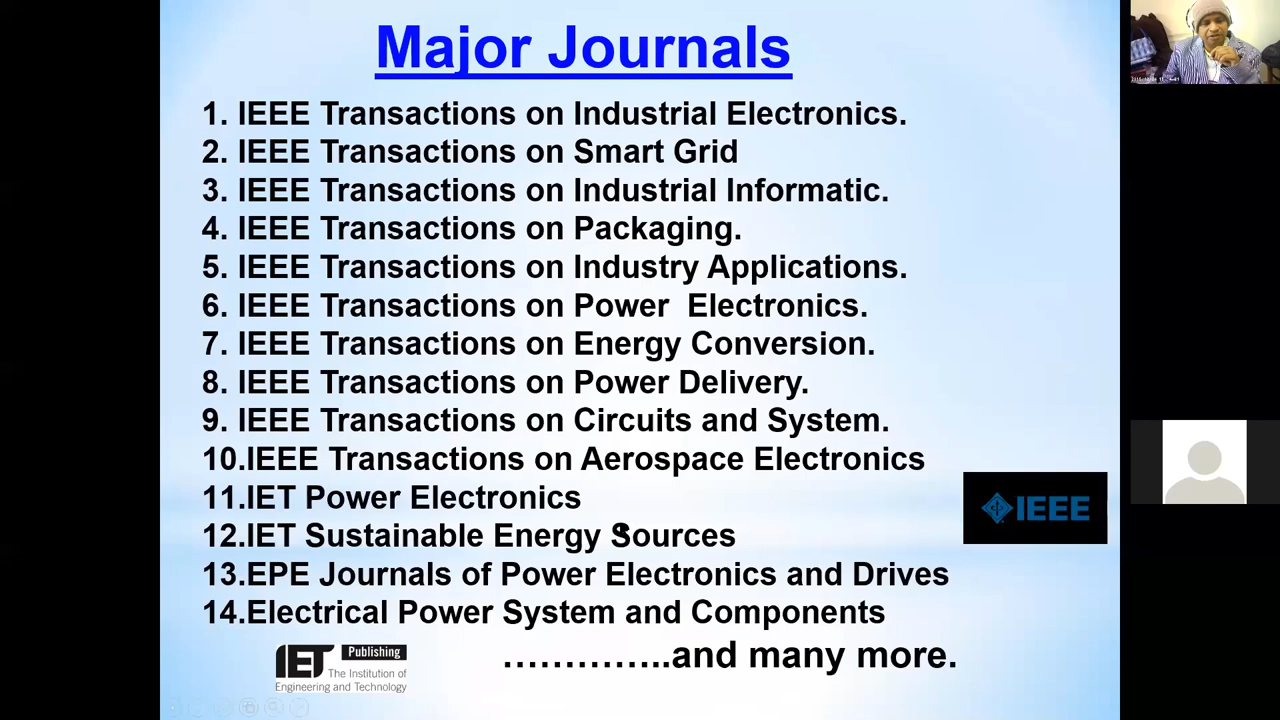 Major Journals
1. IEEE Transactions on Industrial Electronics.
2. IEEE Transactions on Smart Grid
3. IEEE Transactions on Industrial Informatic.
4. IEEE Transactions on Packaging.
5. IEEE Transactions on Industry Applications.
6. IEEE Transactions on Power Electronics.
7. IEEE Transactions on Energy Conversion.
8. IEEE Transactions on Power Delivery.
9. IEEE Transactions on Circuits and System.
10.IEEE Transactions on Aerospace Electronics
11.IET Power Electronics
12.IET Sustainable Energy Sources
13.EPE Journals of Power Electronics and Drives
14.Electrical Power System and Components
…………..and many more.
IEEE
IET Publishing
The Institution of
Engineering and Technology